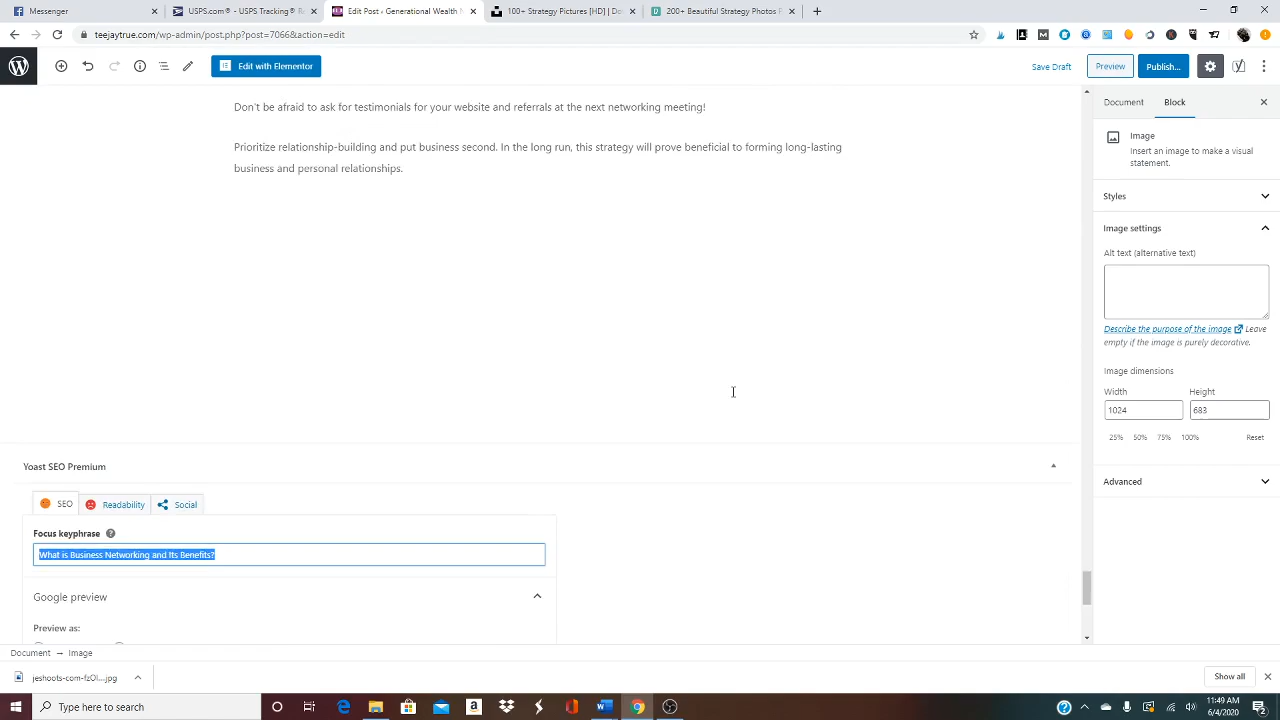 Messenger
USPS.com® - USPS Tracking® R
Edit Post ‹ Generational Wealth M
100+ Strategy Pictures [HD] | Do
200+ Beautiful Strategy Photos
teejaytrue.com/wp-admin/post.php?post=7066&action=edit
Edit with Elementor
Save Draft
Preview
Publish...
Don't be afraid to ask for testimonials for your website and referrals at the next networking meeting!
Prioritize relationship-building and put business second. In the long run, this strategy will prove beneficial to forming long-lasting
business and personal relationships.
Document
Block
Image
Insert an image to make a visual
statement.
Styles
Image settings
Alt text (alternative text)
Describe the purpose of the image Leave
empty if the image is purely decorative.
Image dimensions
Width
Height
1024
683
25%
50%
75%
100%
Reset
Advanced
Yoast SEO Premium
SEO
Readability
Social
Focus keyphrase
What is Business Networking and Its Benefits?
Google preview
Preview as:
Document → Image
Show all
Type here to search
11:49 AM
6/4/2020